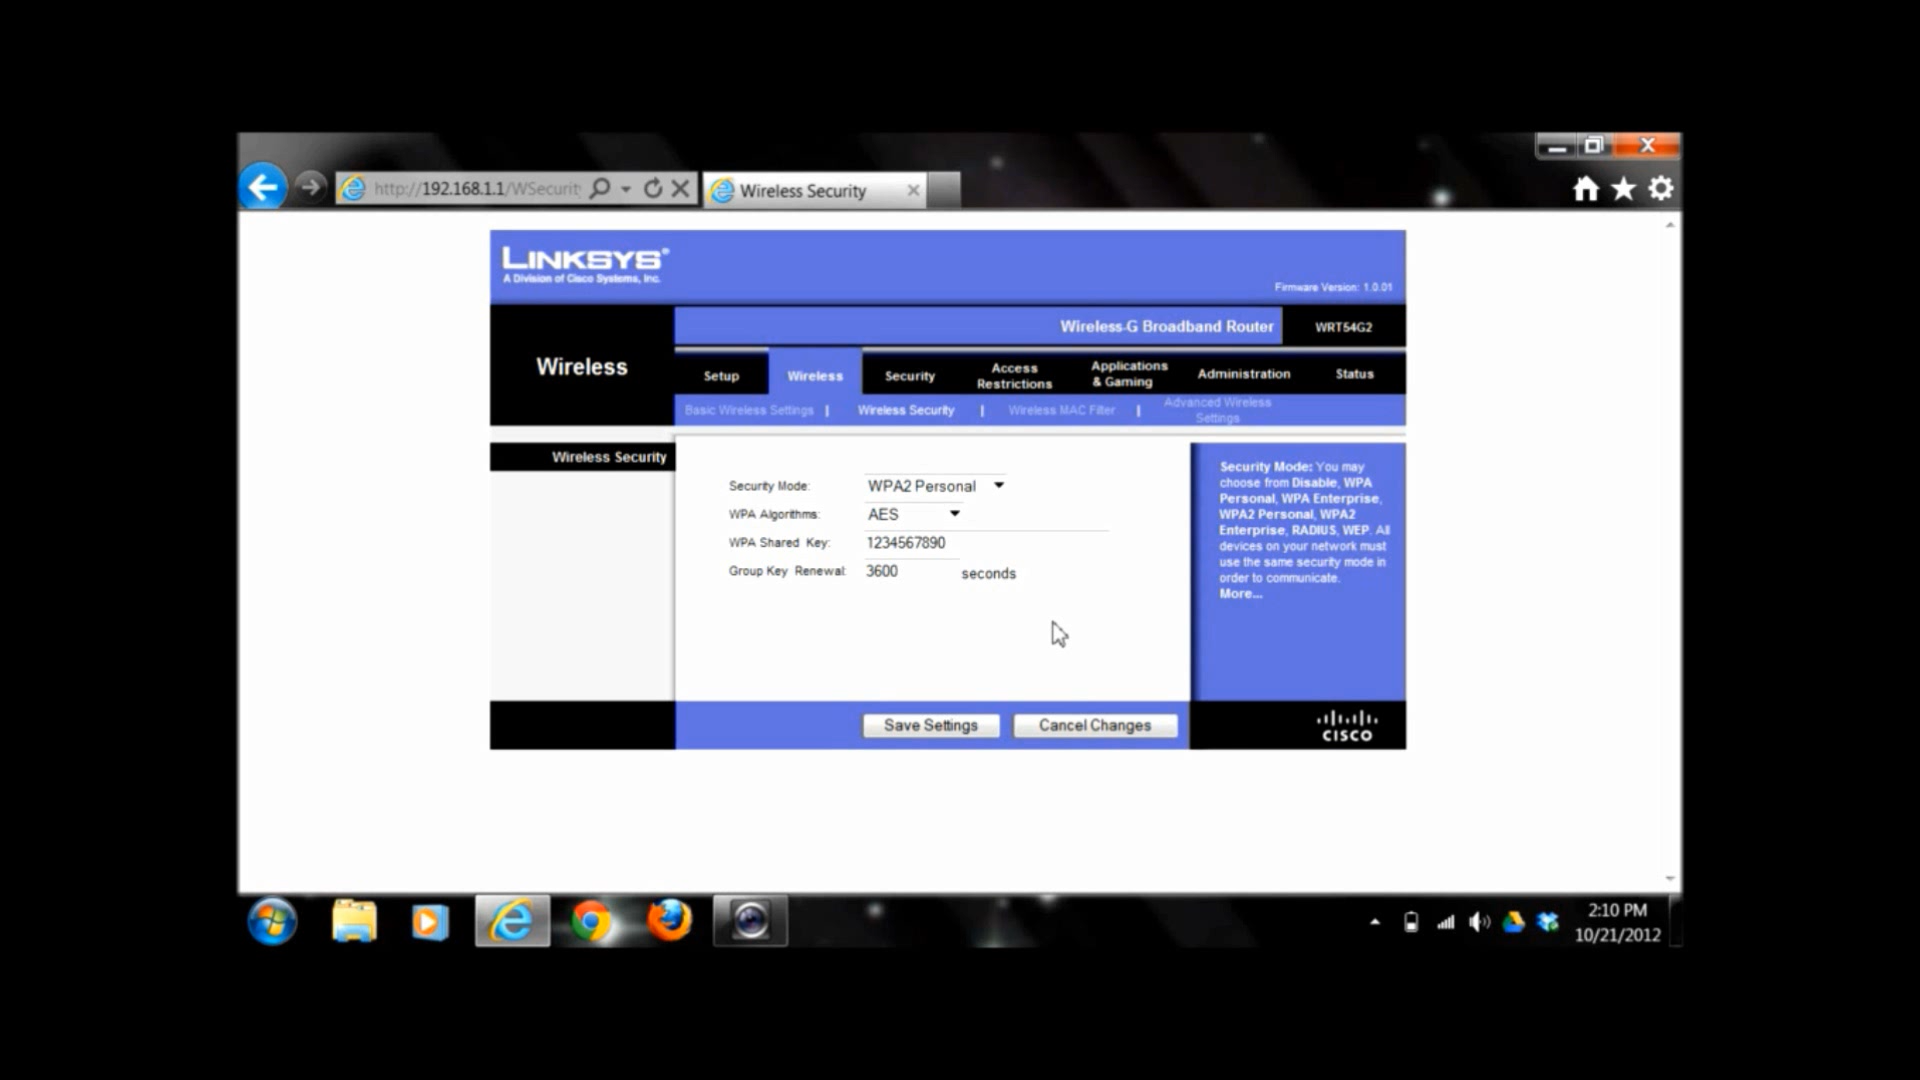 http://192.168.1.1/WSecurit
Wireless Security
LINKSYS®
A Division of Cisco Systems, Inc.
Firmware Version: 1.0.01
Wireless-G Broadband Router
WRT54G2
Wireless
Setup
Wireless
Security
Access
Restrictions
Applications
& Gaming
Administration
Status
Basic Wireless Settings |
Wireless Security |
Wireless MAC Filter |
Advanced Wireless
Settings
Wireless Security
Security Mode: WPA2 Personal
WPA Algorithms: AES
WPA Shared Key: 1234567890
Group Key Renewal: 3600 seconds
Security Mode: You may
choose from Disable, WPA
Personal, WPA Enterprise,
WPA2 Personal, WPA2
Enterprise, RADIUS, WEP. All
devices on your network must
use the same security mode in
order to communicate.
More...
Save Settings
Cancel Changes
CISCO
2:10 PM
10/21/2012